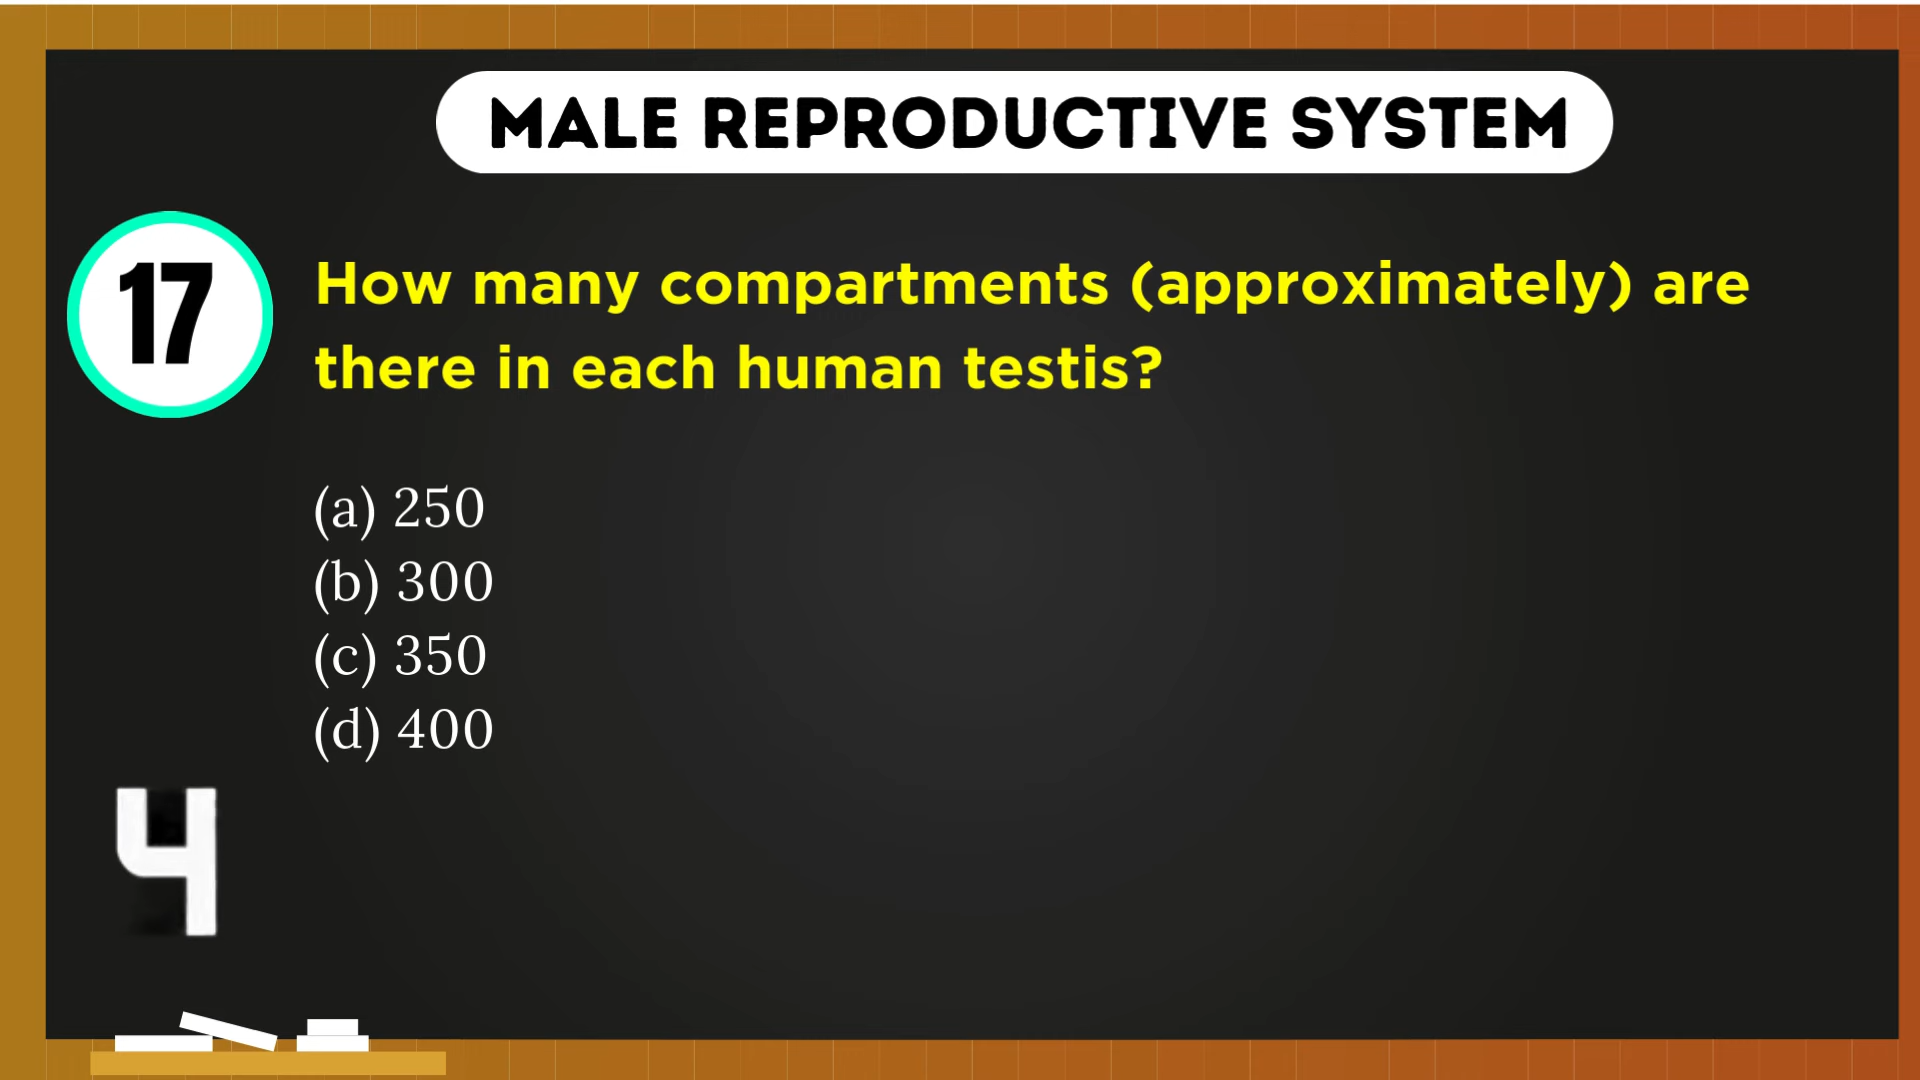 MALE REPRODUCTIVE SYSTEM
17
How many compartments (approximately) are
there in each human testis?
(a) 250
(b) 300
(c) 350
(d) 400
4